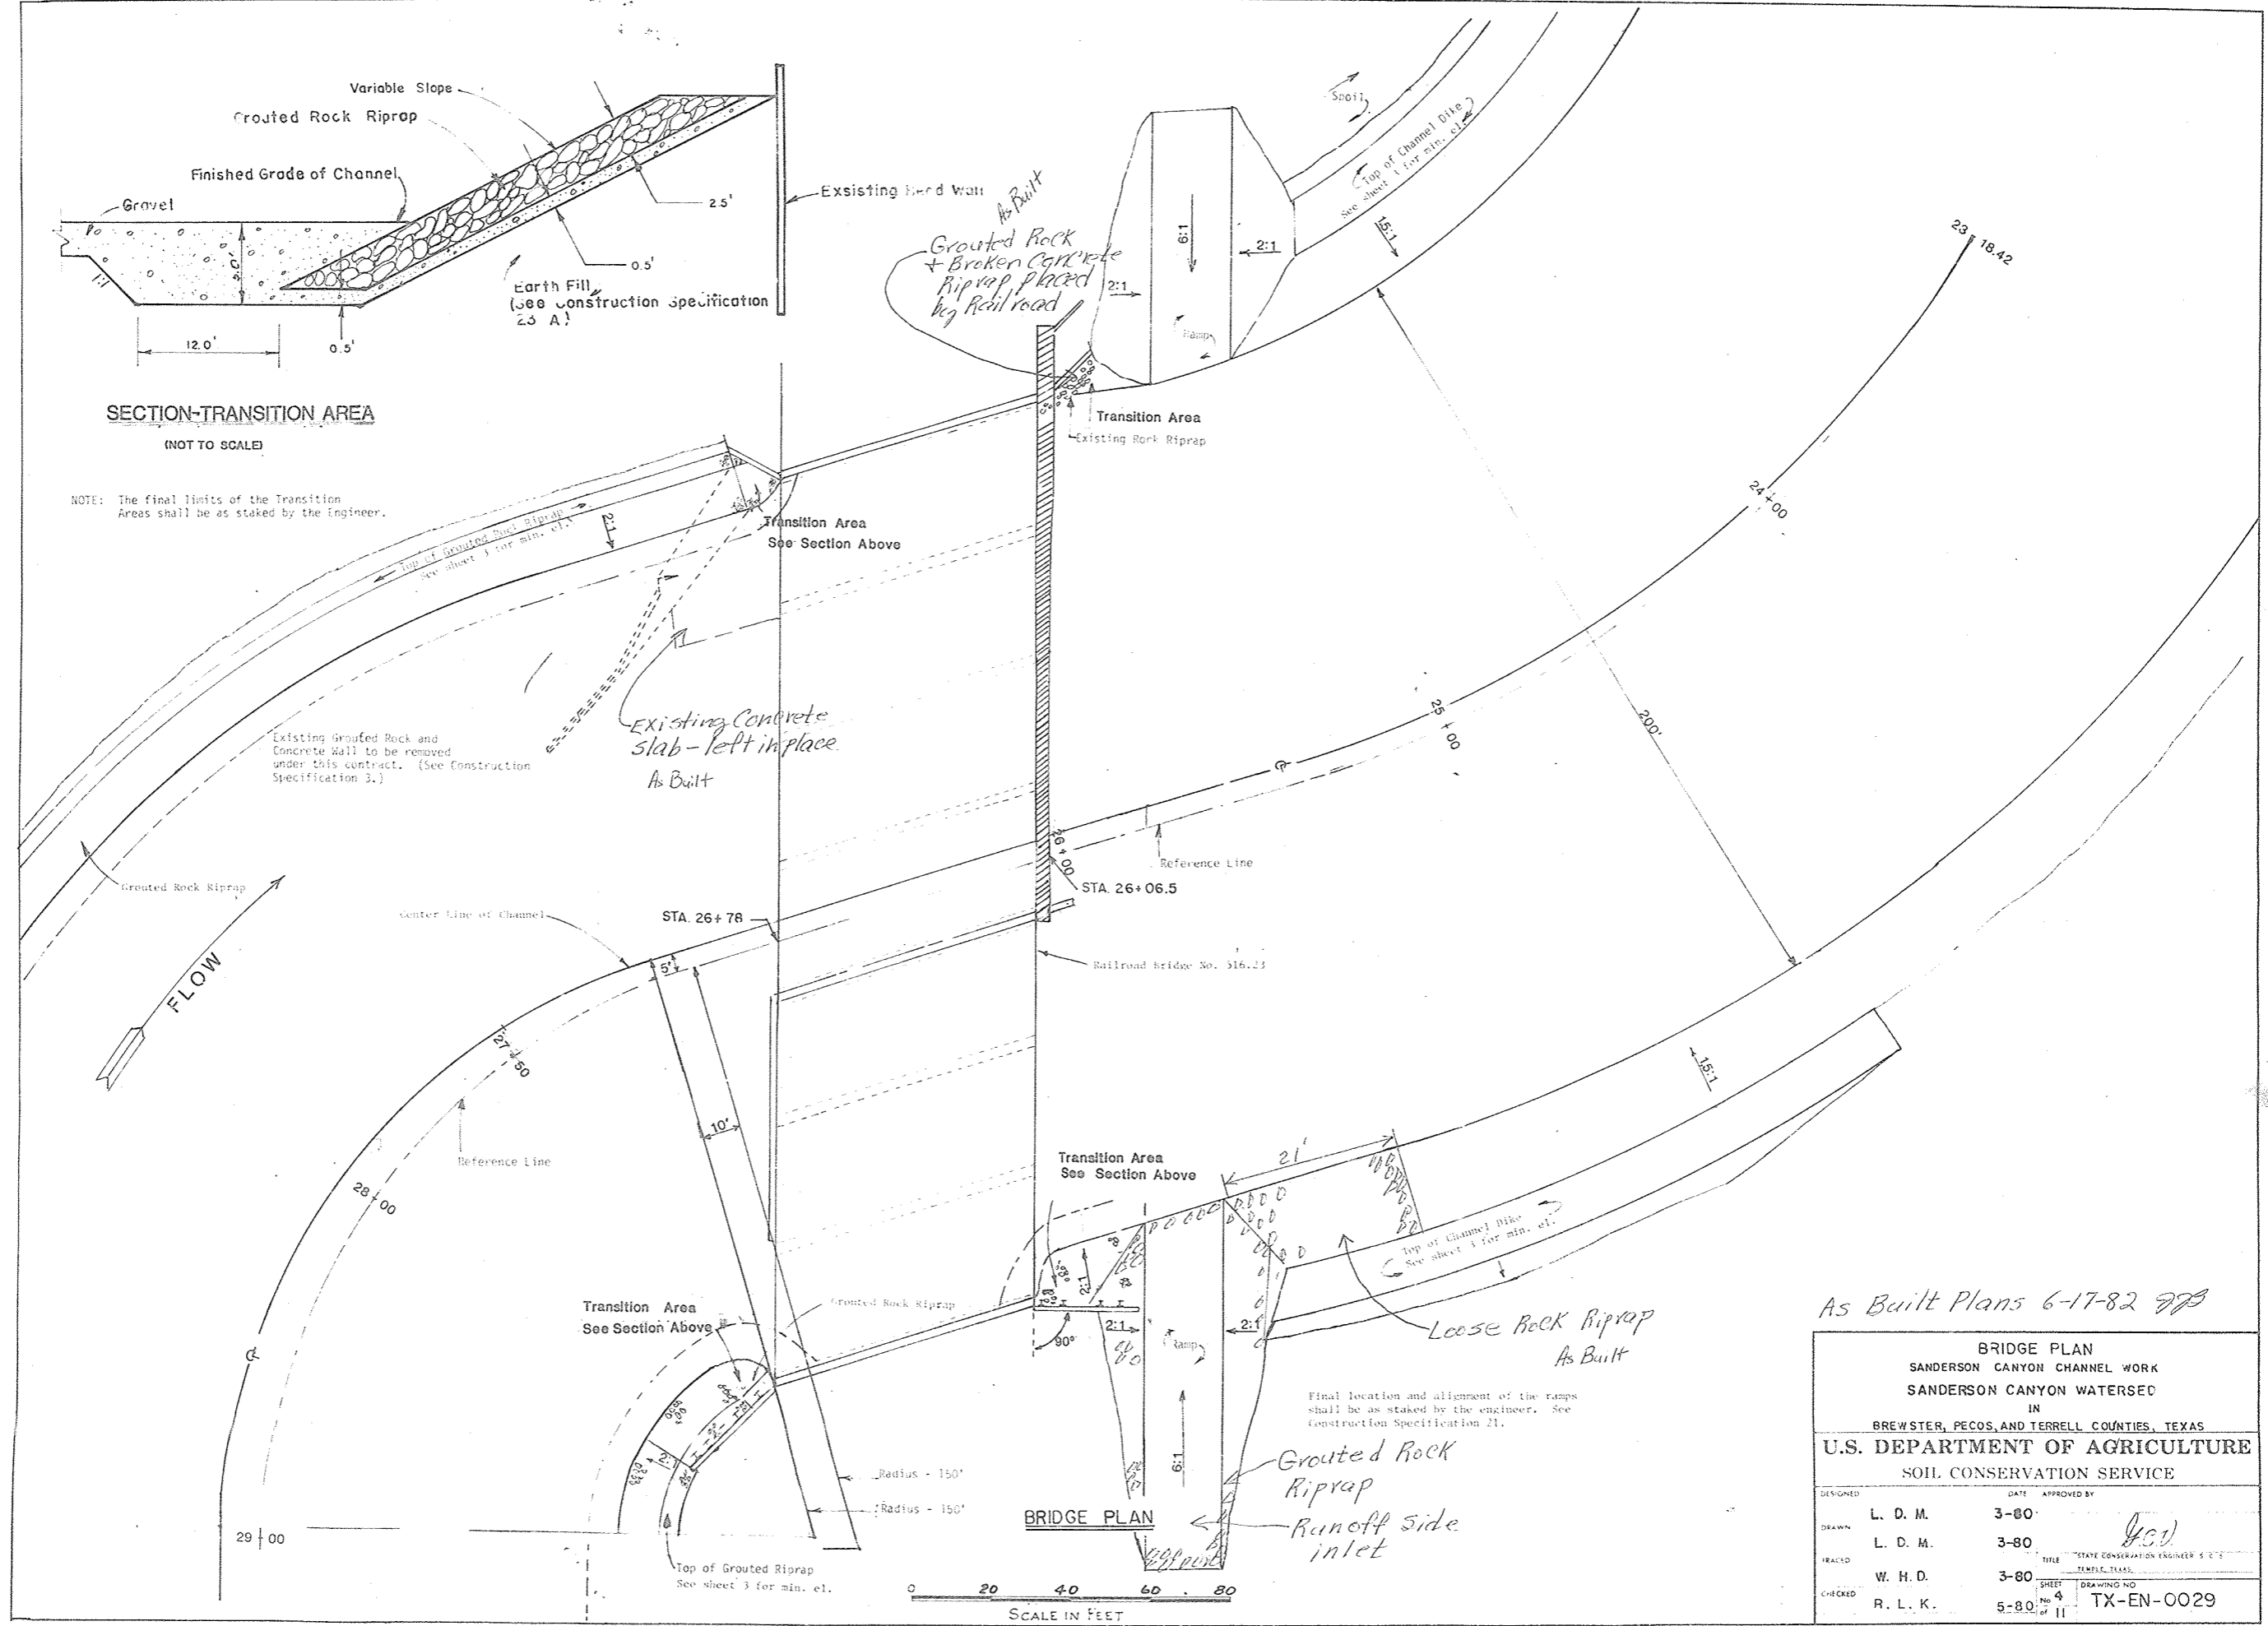 Variable Slope
Grouted Rock Riprap
Finished Grade of Channel
Gravel
2.5'
0.5'
Earth Fill
(See Construction Specification
23 A)
1:1
12.0'
0.5'
Exsisting Head Wall
SECTION-TRANSITION AREA
(NOT TO SCALE)
NOTE: The final limits of the Transition
Areas shall be as staked by the Engineer.
As Built
Grouted Rock
+ Broken Concrete
Riprap, placed
by Railroad
2:1
6:1
2:1
Ramp
Spoil
Top of Channel Dike
See sheet 3 for min. el.
1.5:1
23
18.42
Transition Area
Existing Rock Riprap
24+00
Top of Grouted Rock Riprap
See sheet 3 for min. el.
2:1
Transition Area
See Section Above
Existing Concrete
slab-left in place
As Built
Existing Grouted Rock and
Concrete Wall to be removed
under this contract. (See Construction
Specification 3.)
25+00
200'
26+00
Reference Line
STA. 26+06.5
Grouted Rock Riprap
Center Line of Channel
STA. 26+78
FLOW
5'
Railroad Bridge No. 516.23
27+50
10'
Reference Line
28+00
1.5:1
Transition Area
See Section Above
21'
2:1
Top of Channel Dike
See sheet 3 for min. el.
Transition Area
See Section Above
Grouted Rock Riprap
2:1
90°
Ramp
2:1
Loose Rock Riprap
As Built
Final location and alignment of the ramps
shall be as staked by the engineer. See
Construction Specification 21.
2:1
6:1
Grouted Rock
Riprap
Radius - 150'
Radius - 150'
BRIDGE PLAN
Runoff side
inlet
29+00
Top of Grouted Riprap
See sheet 3 for min. el.
0 20 40 60 80
SCALE IN FEET
As Built Plans 6-17-82
BRIDGE PLAN
SANDERSON CANYON CHANNEL WORK
SANDERSON CANYON WATERSED
IN
BREWSTER, PECOS, AND TERRELL COUNTIES, TEXAS
U.S. DEPARTMENT OF AGRICULTURE
SOIL CONSERVATION SERVICE
DESIGNED L. D. M. DATE 3-80 APPROVED BY
DRAWN L. D. M. 3-80
TITLE STATE CONSERVATION ENGINEER S C S
TEMPLE, TEXAS
TRACED W. H. D. 3-80
CHECKED R. L. K. 5-80
SHEET No 4 of 11
DRAWING NO
TX-EN-0029